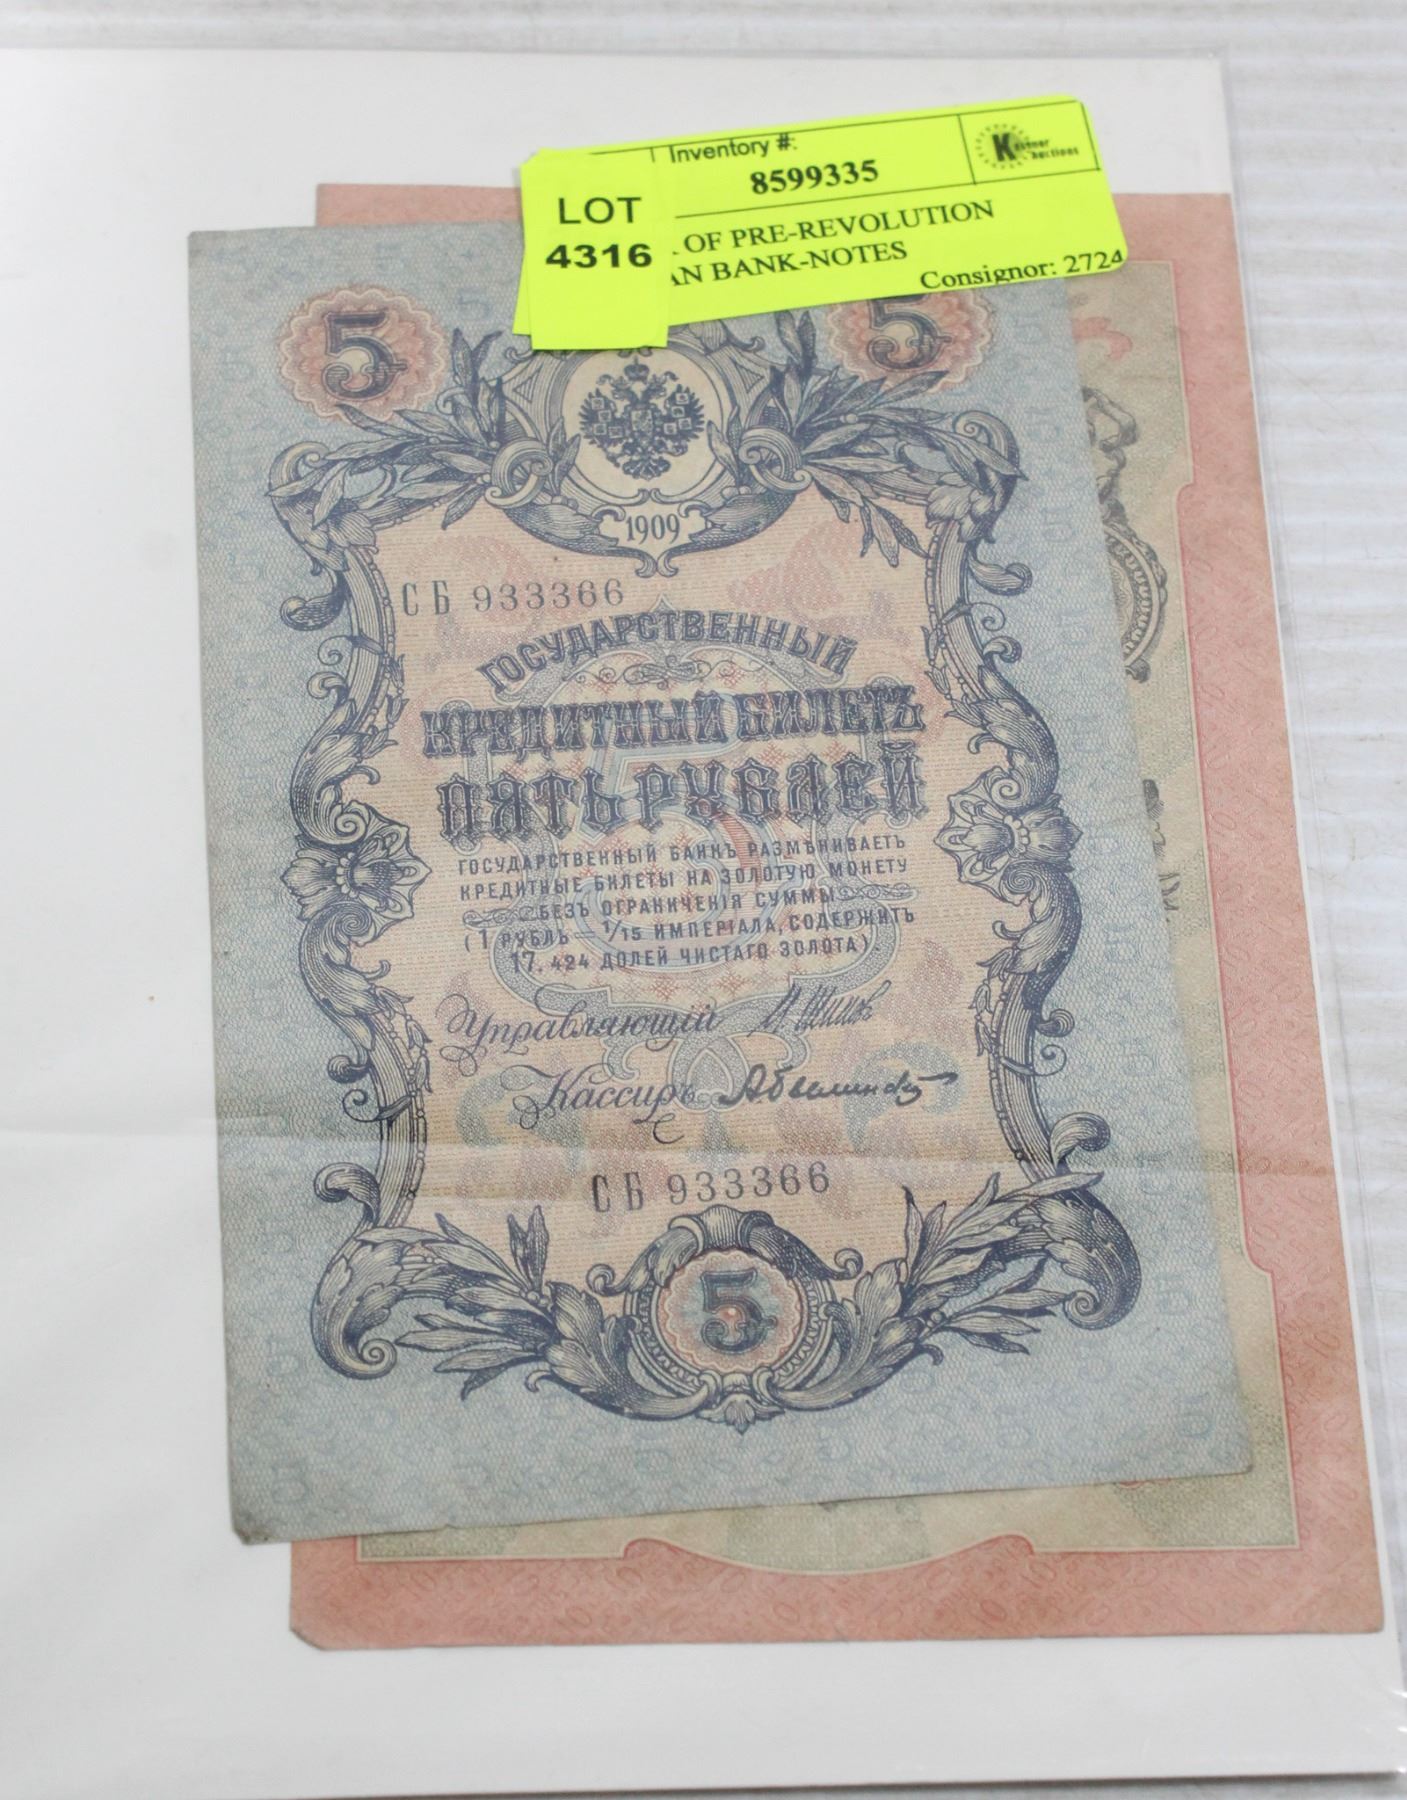 Inventory #:
8599335
Kastner
Auctions
LOT
4316
OF PRE-REVOLUTION
BANK-NOTES
Consignor: 2724
5
5
1909
СБ 933366
ГОСУДАРСТВЕННЫЙ
КРЕДИТНЫЙ БИЛЕТЪ
ПЯТЬ РУБЛЕЙ
ГОСУДАРСТВЕННЫЙ БАНКЪ РАЗМѢНИВАЕТЪ
КРЕДИТНЫЕ БИЛЕТЫ НА ЗОЛОТУЮ МОНЕТУ
БЕЗЪ ОГРАНИЧЕНІЯ СУММЫ
(1 РУБЛЬ — 1/15 ИМПЕРІАЛА, СОДЕРЖИТЪ
17,424 ДОЛЕЙ ЧИСТАГО ЗОЛОТА).
Управляющій
Кассиръ
СБ 933366
5